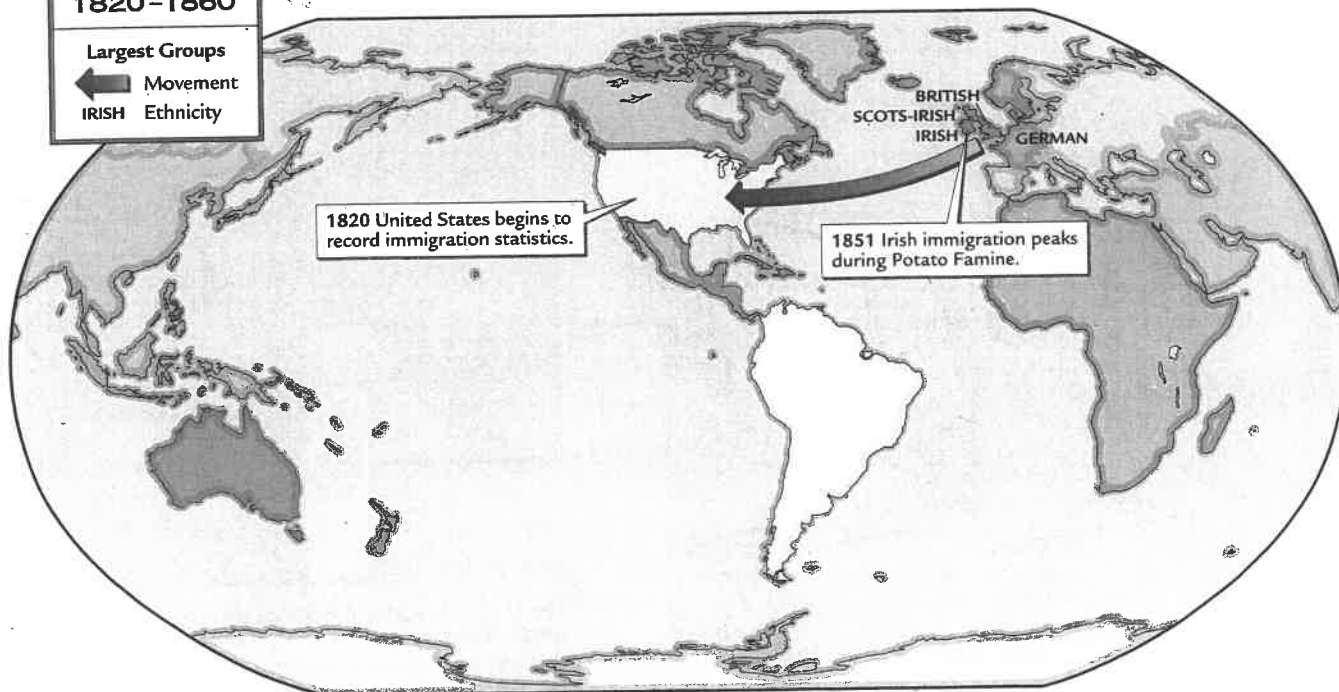 1820–1860
Largest Groups
Movement
IRISH Ethnicity
BRITISH
SCOTS-IRISH
IRISH
GERMAN
1820 United States begins to
record immigration statistics.
1851 Irish immigration peaks
during Potato Famine.